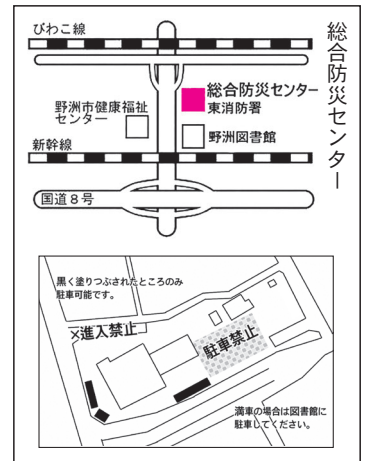 総合防災センター
びわこ線
総合防災センター
東消防署
野洲市健康福祉
センター
野洲図書館
新幹線
国道8号
黒く塗りつぶされたところのみ
駐車可能です。
×進入禁止
駐車禁止
満車の場合は図書館に
駐車してください。